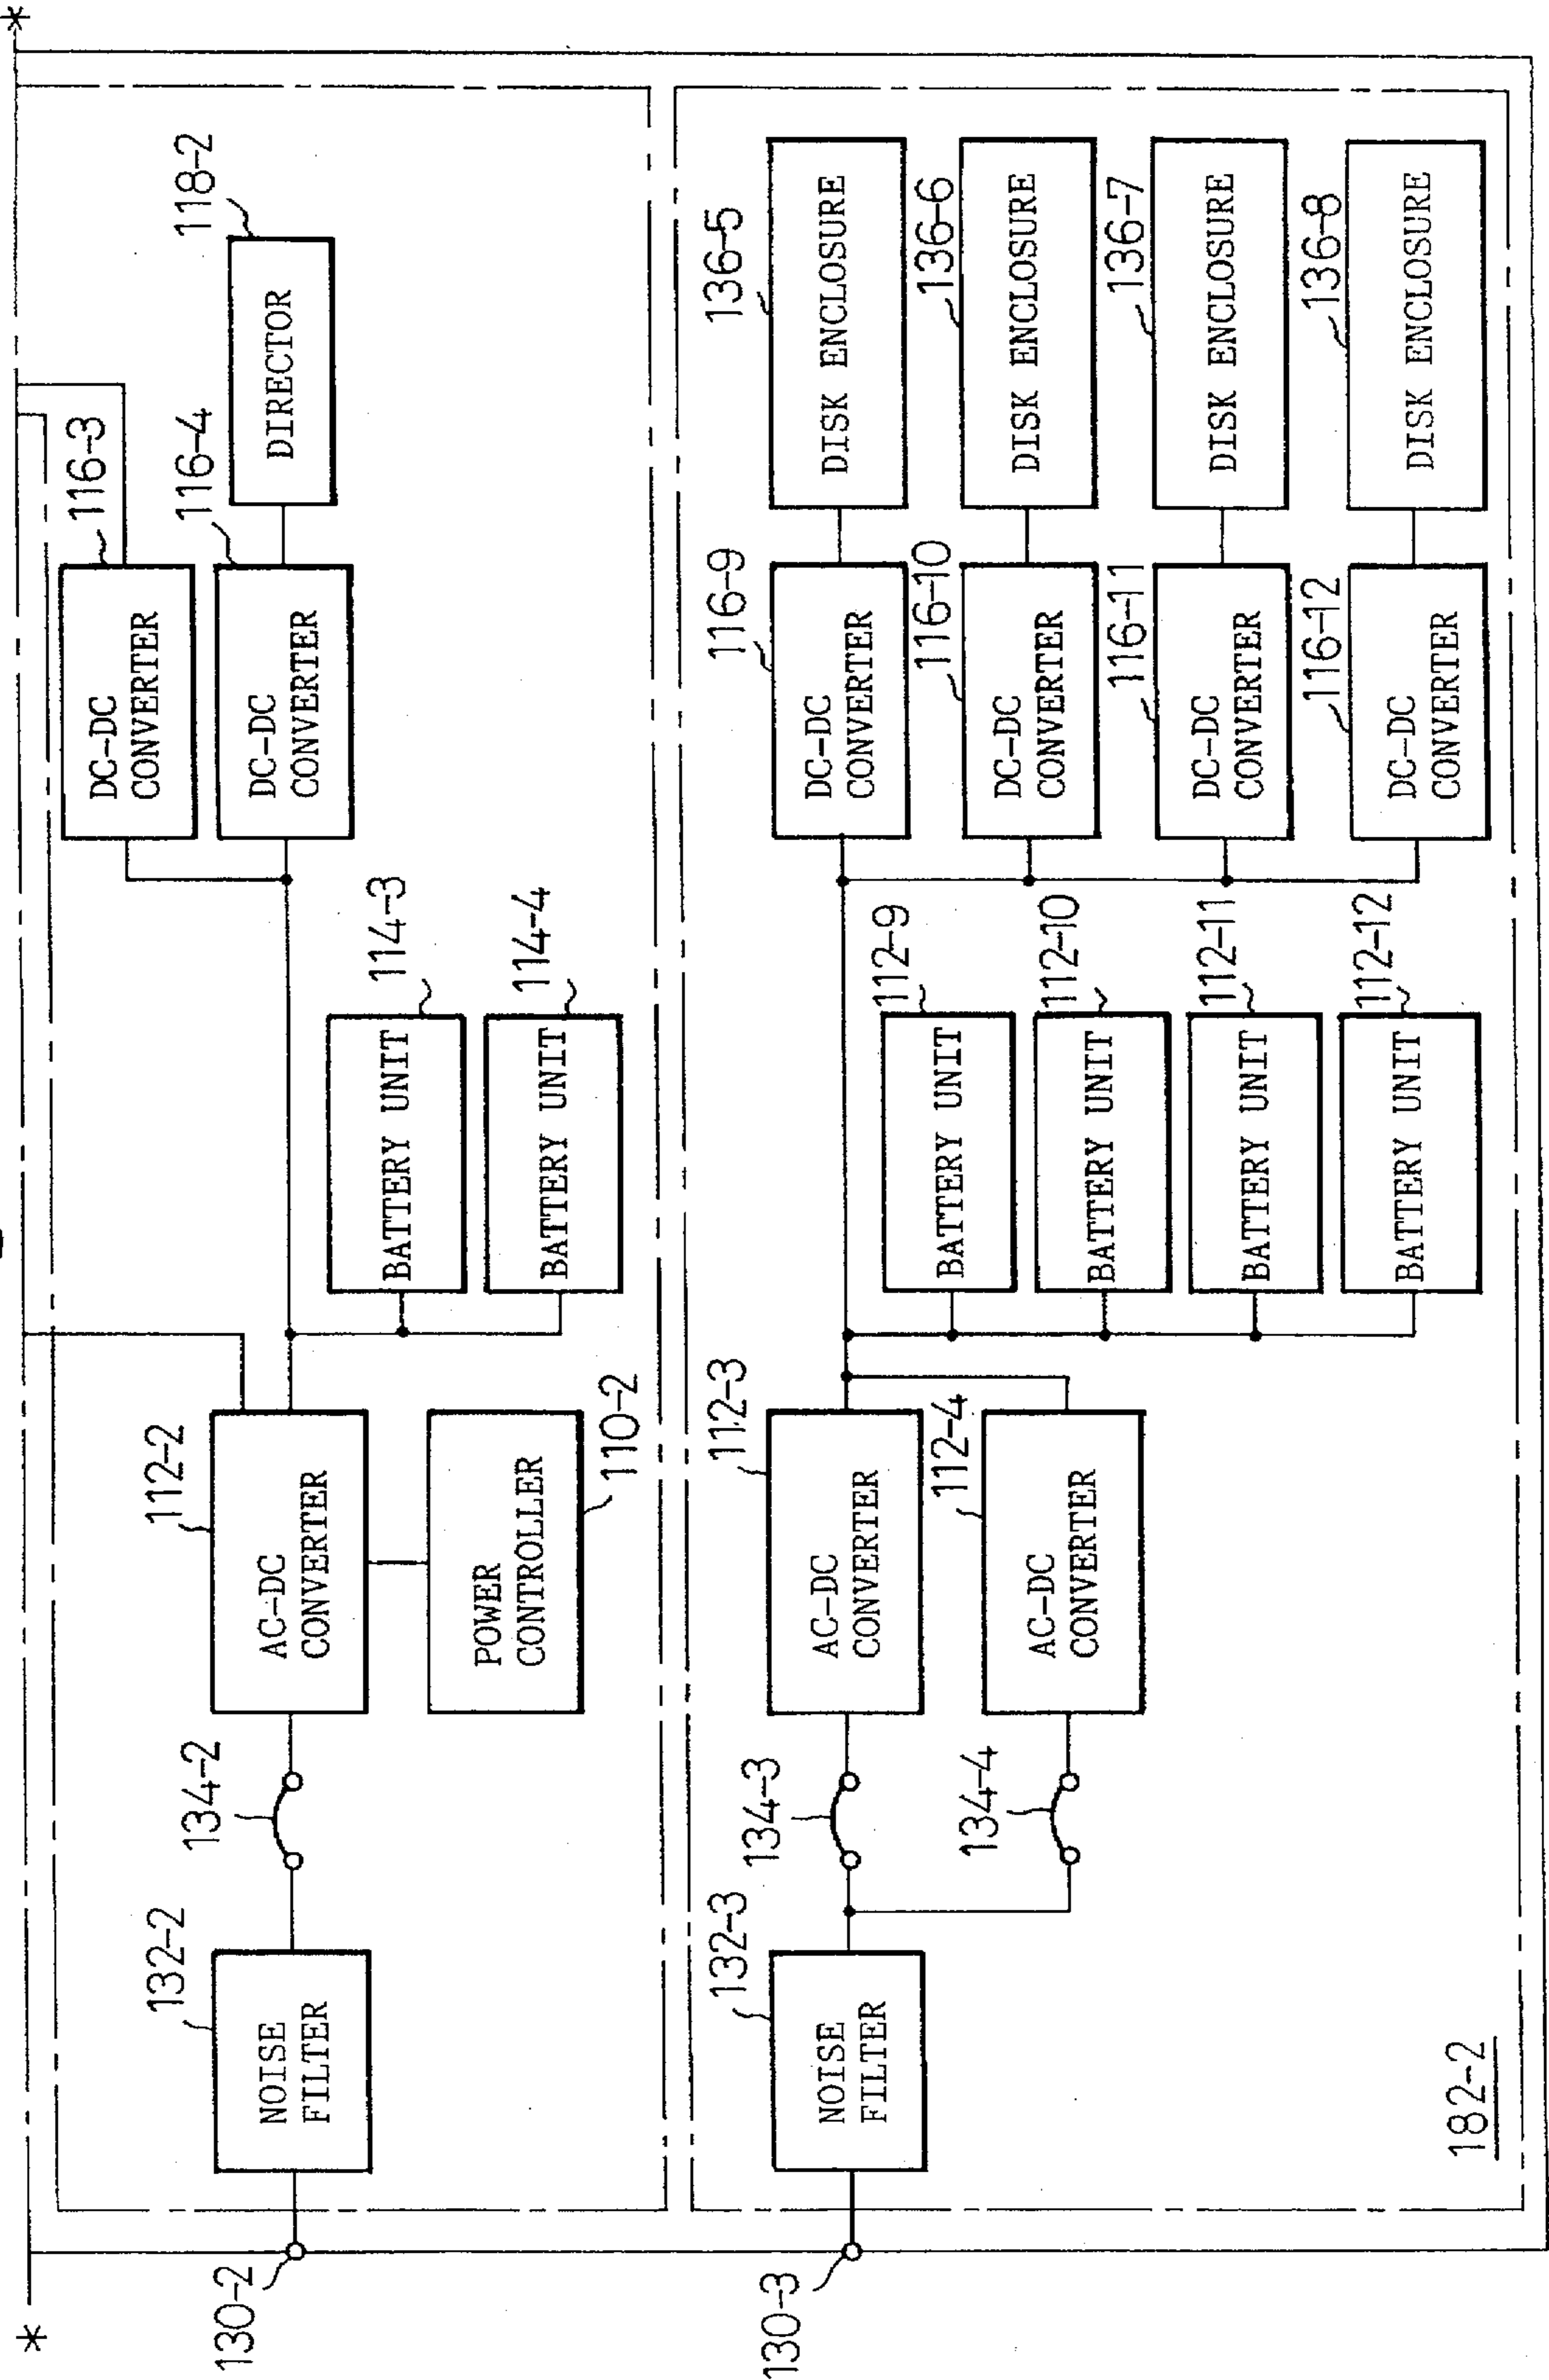 *
*
116-3
DC-DC
CONVERTER
116-4
DC-DC
CONVERTER
118-2
DIRECTOR
112-2
AC-DC
CONVERTER
114-3
BATTERY UNIT
114-4
BATTERY UNIT
134-2
132-2
NOISE
FILTER
130-2
POWER
CONTROLLER
110-2
130-3
132-3
NOISE
FILTER
134-3
134-4
112-3
AC-DC
CONVERTER
112-4
AC-DC
CONVERTER
112-9
BATTERY UNIT
112-10
BATTERY UNIT
112-11
BATTERY UNIT
112-12
BATTERY UNIT
116-9
DC-DC
CONVERTER
116-10
DC-DC
CONVERTER
116-11
DC-DC
CONVERTER
116-12
DC-DC
CONVERTER
136-5
DISK ENCLOSURE
136-6
DISK ENCLOSURE
136-7
DISK ENCLOSURE
136-8
DISK ENCLOSURE
182-2